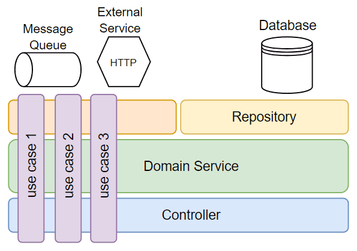 External
Service
Message
Queue
Database
HTTP
Repository
Domain Service
Controller
use case 1
use case 2
use case 3